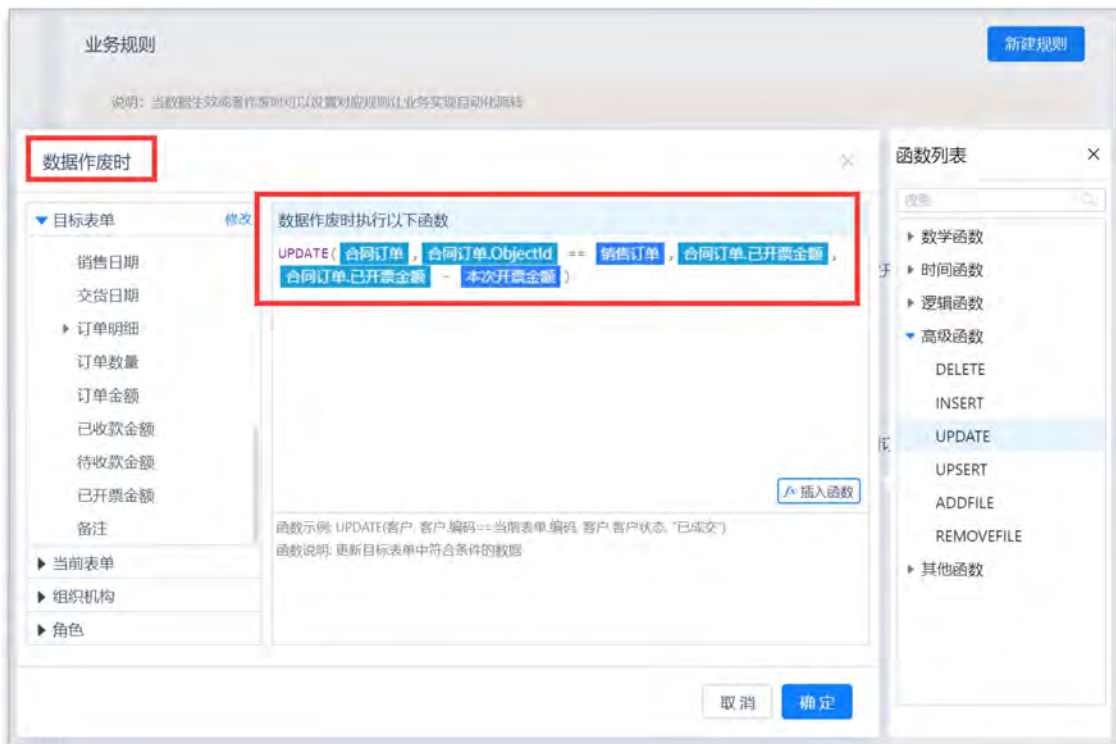 业务规则
新建规则
说明：当数据生效或者作废时可以设置对应规则让业务实现自动化流转
数据作废时
函数列表
目标表单 修改
销售日期
交货日期
订单明细
订单数量
订单金额
已收款金额
待收款金额
已开票金额
备注
当前表单
组织机构
角色
数据作废时执行以下函数
UPDATE( 合同订单 , 合同订单.ObjectId == 销售订单 , 合同订单.已开票金额 ,
合同订单.已开票金额 - 本次开票金额 )
fx 插入函数
函数示例: UPDATE(客户, 客户.编码==当前表单.编码, 客户.客户状态, "已成交")
函数说明: 更新目标表单中符合条件的数据
取消
确定
搜索
数学函数
时间函数
逻辑函数
高级函数
DELETE
INSERT
UPDATE
UPSERT
ADDFILE
REMOVEFILE
其他函数